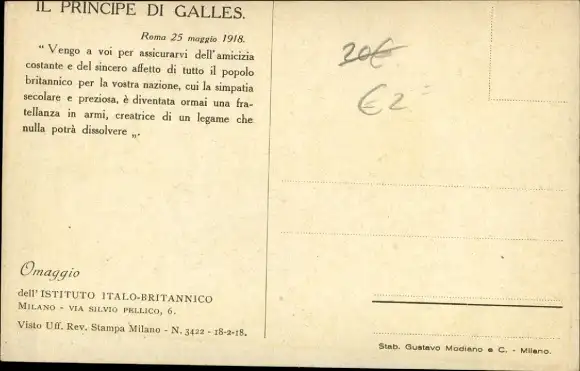 IL PRINCIPE DI GALLES.
Roma 25 maggio 1918.
“ Vengo a voi per assicurarvi dell'amicizia
costante e del sincero affetto di tutto il popolo
britannico per la vostra nazione, cui la simpatia
secolare e preziosa, è diventata ormai una fra-
tellanza in armi, creatrice di un legame che
nulla potrà dissolvere „.
20€
€2=
Omaggio
dell'ISTITUTO ITALO-BRITANNICO
MILANO - VIA SILVIO PELLICO, 6.
Visto Uff. Rev. Stampa Milano - N. 3422 - 18-2-18.
Stab. Gustavo Modiano e C. - Milano.